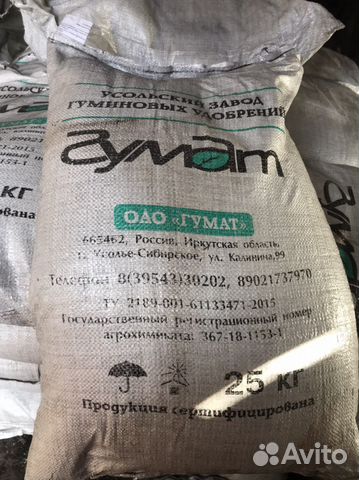 УСОЛЬСКИЙ ЗАВОД
ГУМИНОВЫХ УДОБРЕНИЙ
Гумат
ОАО «ГУМАТ»
665462, Россия, Иркутская область,
г. Усолье-Сибирское, ул. Калинина,99
Телефон 8(39543)30202, 89021737970
ТУ 2189-001-61133471-2015
Государственный регистрационный номер
агрохимиката: 367-18-1153-1
25 кг
Продукция сертифицирована
КГ
Avito